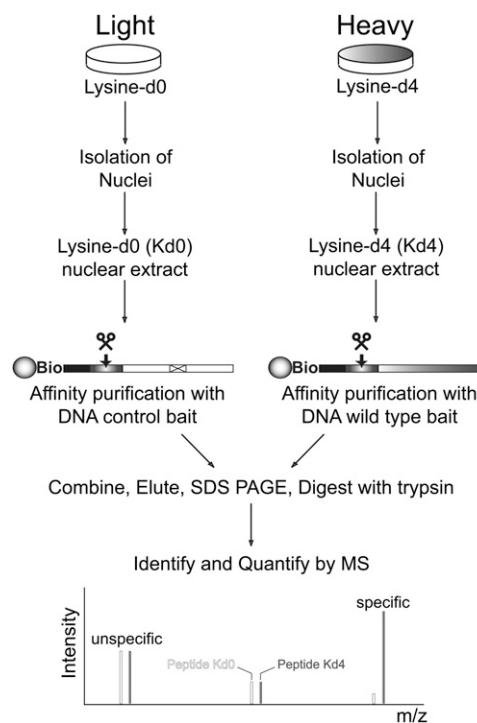 Light
Heavy
Lysine-d0
Lysine-d4
Isolation of
Nuclei
Isolation of
Nuclei
Lysine-d0 (Kd0)
nuclear extract
Lysine-d4 (Kd4)
nuclear extract
Bio
Bio
Affinity purification with
DNA control bait
Affinity purification with
DNA wild type bait
Combine, Elute, SDS PAGE, Digest with trypsin
Identify and Quantify by MS
Intensity
unspecific
specific
Peptide Kd0
Peptide Kd4
m/z